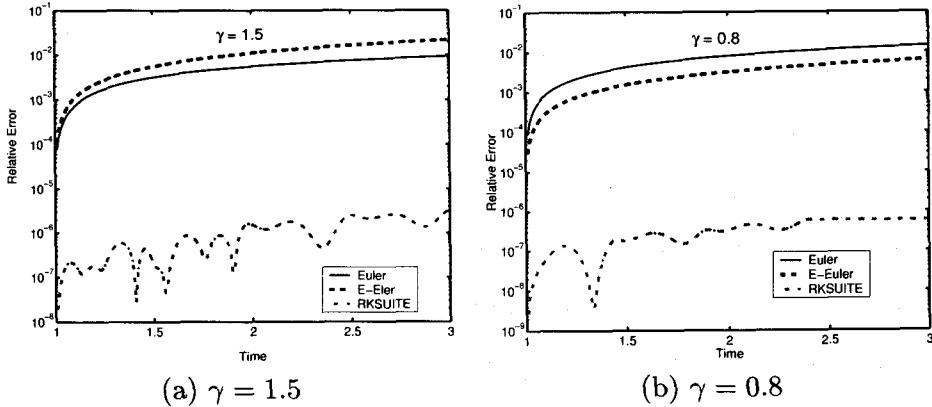 10^-1
10^-2
10^-3
10^-4
10^-5
10^-6
10^-7
10^-8
Relative Error
γ = 1.5
Euler
E-Eler
RKSUITE
1 1.5 2 2.5 3
Time
(a) γ = 1.5
10^-1
10^-2
10^-3
10^-4
10^-5
10^-6
10^-7
10^-8
10^-9
Relative Error
γ = 0.8
Euler
E-Euler
RKSUITE
1 1.5 2 2.5 3
Time
(b) γ = 0.8